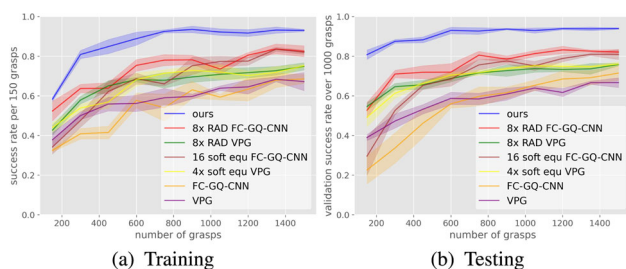 1.0
0.8
0.6
0.4
0.2
0.0
success rate per 150 grasps
ours
8x RAD FC-GQ-CNN
8x RAD VPG
16 soft equ FC-GQ-CNN
4x soft equ VPG
FC-GQ-CNN
VPG
200 400 600 800 1000 1200 1400
number of grasps
(a) Training
1.0
0.8
0.6
0.4
0.2
0.0
validation success rate over 1000 grasps
ours
8x RAD FC-GQ-CNN
8x RAD VPG
16 soft equ FC-GQ-CNN
4x soft equ VPG
FC-GQ-CNN
VPG
200 400 600 800 1000 1200 1400
number of grasps
(b) Testing